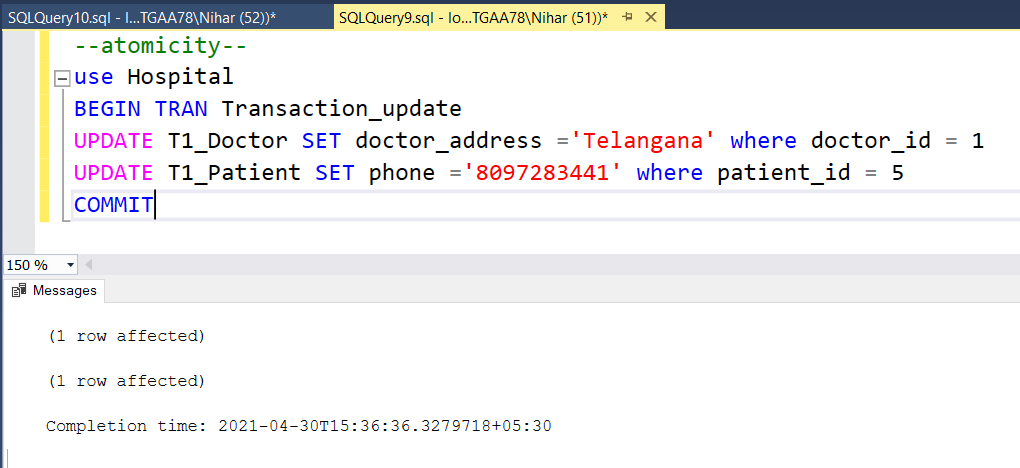 SQLQuery10.sql - l...TGAA78\Nihar (52))*
SQLQuery9.sql - lo...TGAA78\Nihar (51))*
--atomicity--
use Hospital
BEGIN TRAN Transaction_update
UPDATE T1_Doctor SET doctor_address ='Telangana' where doctor_id = 1
UPDATE T1_Patient SET phone ='8097283441' where patient_id = 5
COMMIT
150 %
Messages
(1 row affected)
(1 row affected)
Completion time: 2021-04-30T15:36:36.3279718+05:30